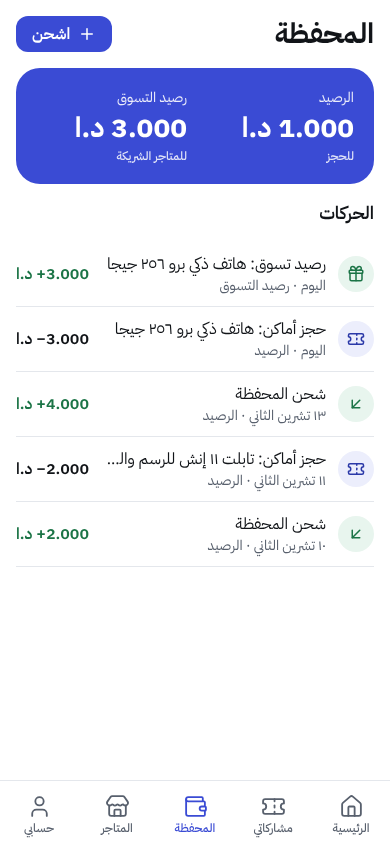 المحفظة
اشحن
الرصيد
1.000 د.ا
للحجز
رصيد التسوق
3.000 د.ا
للمتاجر الشريكة
الحركات
رصيد تسوق: هاتف ذكي برو ٢٥٦ جيجا
اليوم · رصيد التسوق
+3.000 د.ا
حجز أماكن: هاتف ذكي برو ٢٥٦ جيجا
اليوم · الرصيد
−3.000 د.ا
شحن المحفظة
١٣ تشرين الثاني · الرصيد
+4.000 د.ا
حجز أماكن: تابلت ١١ إنش للرسم والـ...
١١ تشرين الثاني · الرصيد
−2.000 د.ا
شحن المحفظة
١٠ تشرين الثاني · الرصيد
+2.000 د.ا
الرئيسية
مشاركاتي
المحفظة
المتاجر
حسابي